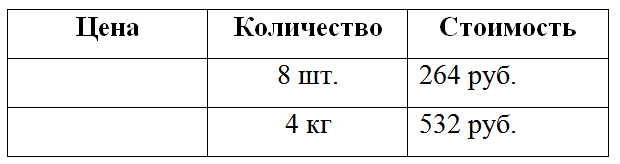 Цена Количество Стоимость
8 шт. 264 руб.
4 кг 532 руб.